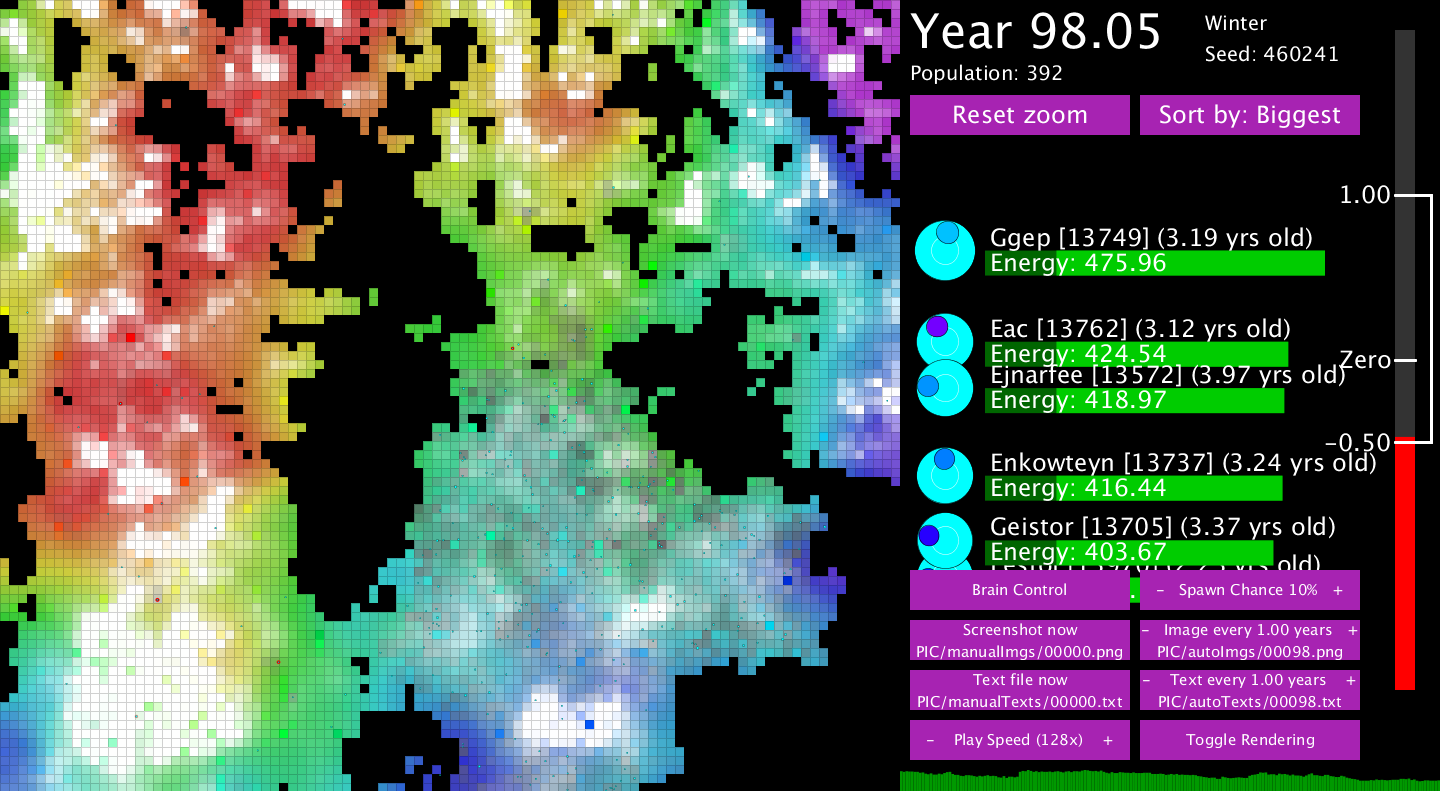 Year 98.05
Winter
Seed: 460241
Population: 392
Reset zoom
Sort by: Biggest
1.00
Ggep [13749] (3.19 yrs old)
Energy: 475.96
Eac [13762] (3.12 yrs old)
Energy: 424.54
Zero
Ejnarfee [13572] (3.97 yrs old)
Energy: 418.97
-0.50
Enkowteyn [13737] (3.24 yrs old)
Energy: 416.44
Geistor [13705] (3.37 yrs old)
Energy: 403.67
Brain Control
- Spawn Chance 10% +
Screenshot now
PIC/manualImgs/00000.png
- Image every 1.00 years +
PIC/autoImgs/00098.png
Text file now
PIC/manualTexts/00000.txt
- Text every 1.00 years +
PIC/autoTexts/00098.txt
- Play Speed (128x) +
Toggle Rendering